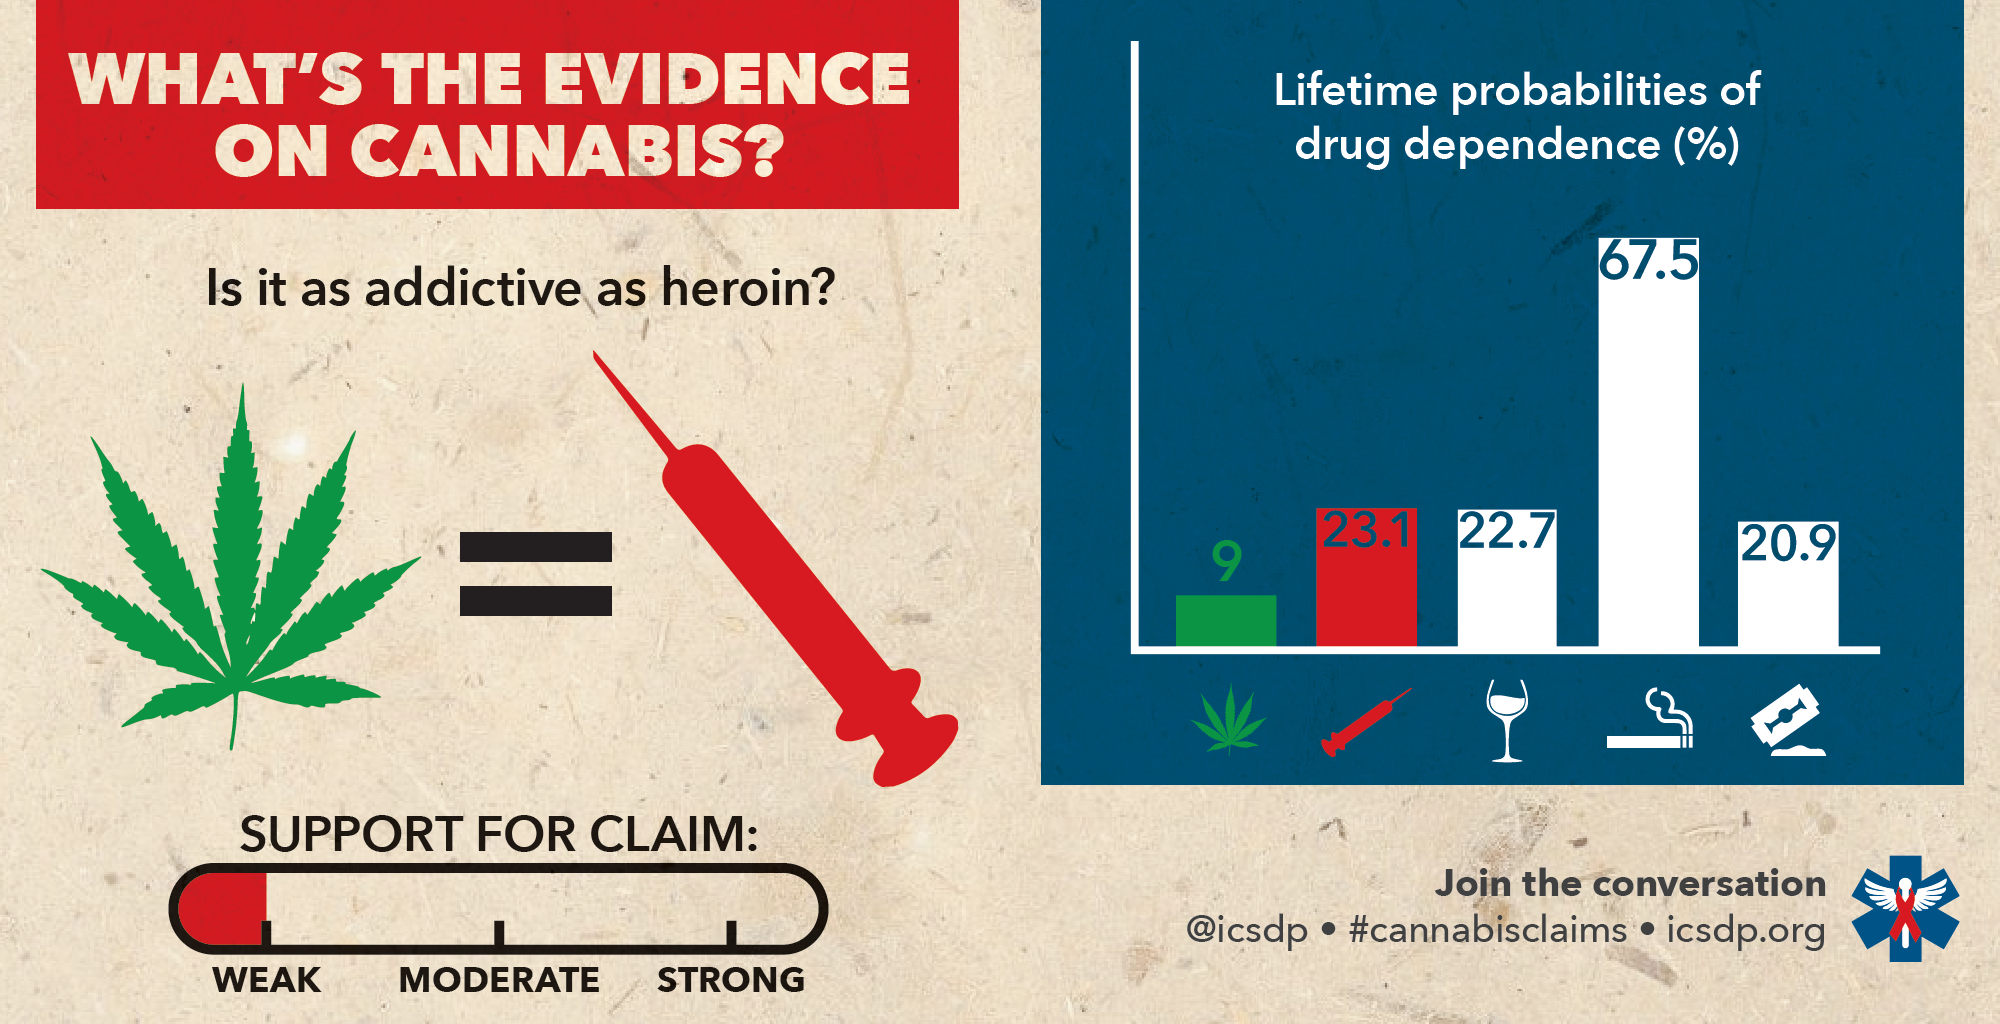 WHAT'S THE EVIDENCE
ON CANNABIS?
Is it as addictive as heroin?
SUPPORT FOR CLAIM:
WEAK MODERATE STRONG
Lifetime probabilities of
drug dependence (%)
9 23.1 22.7 67.5 20.9
Join the conversation
@icsdp • #cannabisclaims • icsdp.org